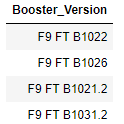 Booster_Version
F9 FT B1022
F9 FT B1026
F9 FT B1021.2
F9 FT B1031.2